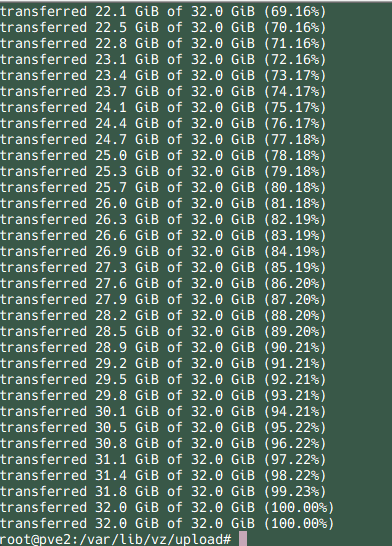 transferred 22.1 GiB of 32.0 GiB (69.16%)
transferred 22.5 GiB of 32.0 GiB (70.16%)
transferred 22.8 GiB of 32.0 GiB (71.16%)
transferred 23.1 GiB of 32.0 GiB (72.16%)
transferred 23.4 GiB of 32.0 GiB (73.17%)
transferred 23.7 GiB of 32.0 GiB (74.17%)
transferred 24.1 GiB of 32.0 GiB (75.17%)
transferred 24.4 GiB of 32.0 GiB (76.17%)
transferred 24.7 GiB of 32.0 GiB (77.18%)
transferred 25.0 GiB of 32.0 GiB (78.18%)
transferred 25.3 GiB of 32.0 GiB (79.18%)
transferred 25.7 GiB of 32.0 GiB (80.18%)
transferred 26.0 GiB of 32.0 GiB (81.18%)
transferred 26.3 GiB of 32.0 GiB (82.19%)
transferred 26.6 GiB of 32.0 GiB (83.19%)
transferred 26.9 GiB of 32.0 GiB (84.19%)
transferred 27.3 GiB of 32.0 GiB (85.19%)
transferred 27.6 GiB of 32.0 GiB (86.20%)
transferred 27.9 GiB of 32.0 GiB (87.20%)
transferred 28.2 GiB of 32.0 GiB (88.20%)
transferred 28.5 GiB of 32.0 GiB (89.20%)
transferred 28.9 GiB of 32.0 GiB (90.21%)
transferred 29.2 GiB of 32.0 GiB (91.21%)
transferred 29.5 GiB of 32.0 GiB (92.21%)
transferred 29.8 GiB of 32.0 GiB (93.21%)
transferred 30.1 GiB of 32.0 GiB (94.21%)
transferred 30.5 GiB of 32.0 GiB (95.22%)
transferred 30.8 GiB of 32.0 GiB (96.22%)
transferred 31.1 GiB of 32.0 GiB (97.22%)
transferred 31.4 GiB of 32.0 GiB (98.22%)
transferred 31.8 GiB of 32.0 GiB (99.23%)
transferred 32.0 GiB of 32.0 GiB (100.00%)
transferred 32.0 GiB of 32.0 GiB (100.00%)
root@pve2:/var/lib/vz/upload#